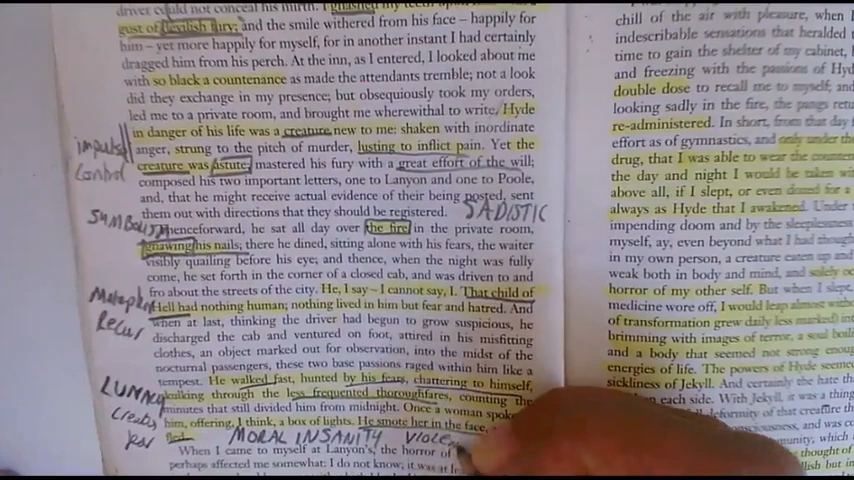 driver could not conceal his mirth. I gnashed my teeth upon
gust of devilish fury; and the smile withered from his face – happily for
him – yet more happily for myself, for in another instant I had certainly
dragged him from his perch. At the inn, as I entered, I looked about me
with so black a countenance as made the attendants tremble; not a look
did they exchange in my presence; but obsequiously took my orders,
led me to a private room, and brought me wherewithal to write. Hyde
in danger of his life was a creature new to me: shaken with inordinate
anger, strung to the pitch of murder, lusting to inflict pain. Yet the
creature was astute; mastered his fury with a great effort of the will;
composed his two important letters, one to Lanyon and one to Poole,
and, that he might receive actual evidence of their being posted, sent
them out with directions that they should be registered.
henceforward, he sat all day over the fire in the private room,
gnawing his nails; there he dined, sitting alone with his fears, the waiter
visibly quailing before his eye; and thence, when the night was fully
come, he set forth in the corner of a closed cab, and was driven to and
fro about the streets of the city. He, I say – I cannot say, I. That child of
Hell had nothing human; nothing lived in him but fear and hatred. And
when at last, thinking the driver had begun to grow suspicious, he
discharged the cab and ventured on foot, attired in his misfitting
clothes, an object marked out for observation, into the midst of the
nocturnal passengers, these two base passions raged within him like a
tempest. He walked fast, hunted by his fears, chattering to himself,
skulking through the less frequented thoroughfares, counting the
minutes that still divided him from midnight. Once a woman spoke
him, offering, I think, a box of lights. He smote her in the face,
fled.
When I came to myself at Lanyon's, the horror of
perhaps affected me somewhat: I do not know; it was at
impulse
control
SADISTIC
SYMBOLISM
Metaphor
Recur
LUNACY
MORAL INSANITY
chill of the air with pleasure, when I
indescribable sensations that heralded
time to gain the shelter of my cabinet,
and freezing with the passions of Hyde
double dose to recall me to myself; and
looking sadly in the fire, the pangs
re-administered. In short, from that day
effort as of gymnastics, and only under
drug, that I was able to wear the
the day and night I would be taken
above all, if I slept, or even dozed for a
always as Hyde that I awakened. Under
impending doom and by the sleeplessness
myself, ay, even beyond what I had thought
in my own person, a creature eaten up and
weak both in body and mind, and solely
horror of my other self. But when I slept,
medicine wore off, I would leap almost
of transformation grew daily less marked)
brimming with images of terror, a soul
and a body that seemed not strong enough
energies of life. The powers of Hyde
sickliness of Jekyll. And certainly the hate
on each side. With Jekyll, it was a thing
deformity of that creature
and was
which
but